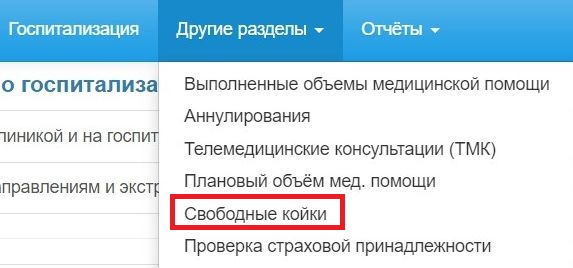 Госпитализация Другие разделы Отчёты
о госпитализа
Выполненные объемы медицинской помощи
Аннулирования
линикой и на госпит
Телемедицинские консультации (ТМК)
Плановый объём мед. помощи
аправлениям и экстр
Свободные койки
Проверка страховой принадлежности